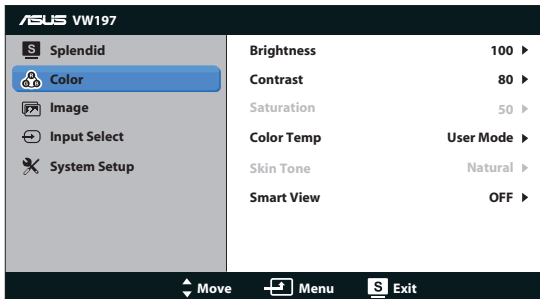 ASUS VW197
S Splendid
Color
Image
Input Select
System Setup
Brightness 100
Contrast 80
Saturation 50
Color Temp User Mode
Skin Tone Natural
Smart View OFF
Move Menu S Exit